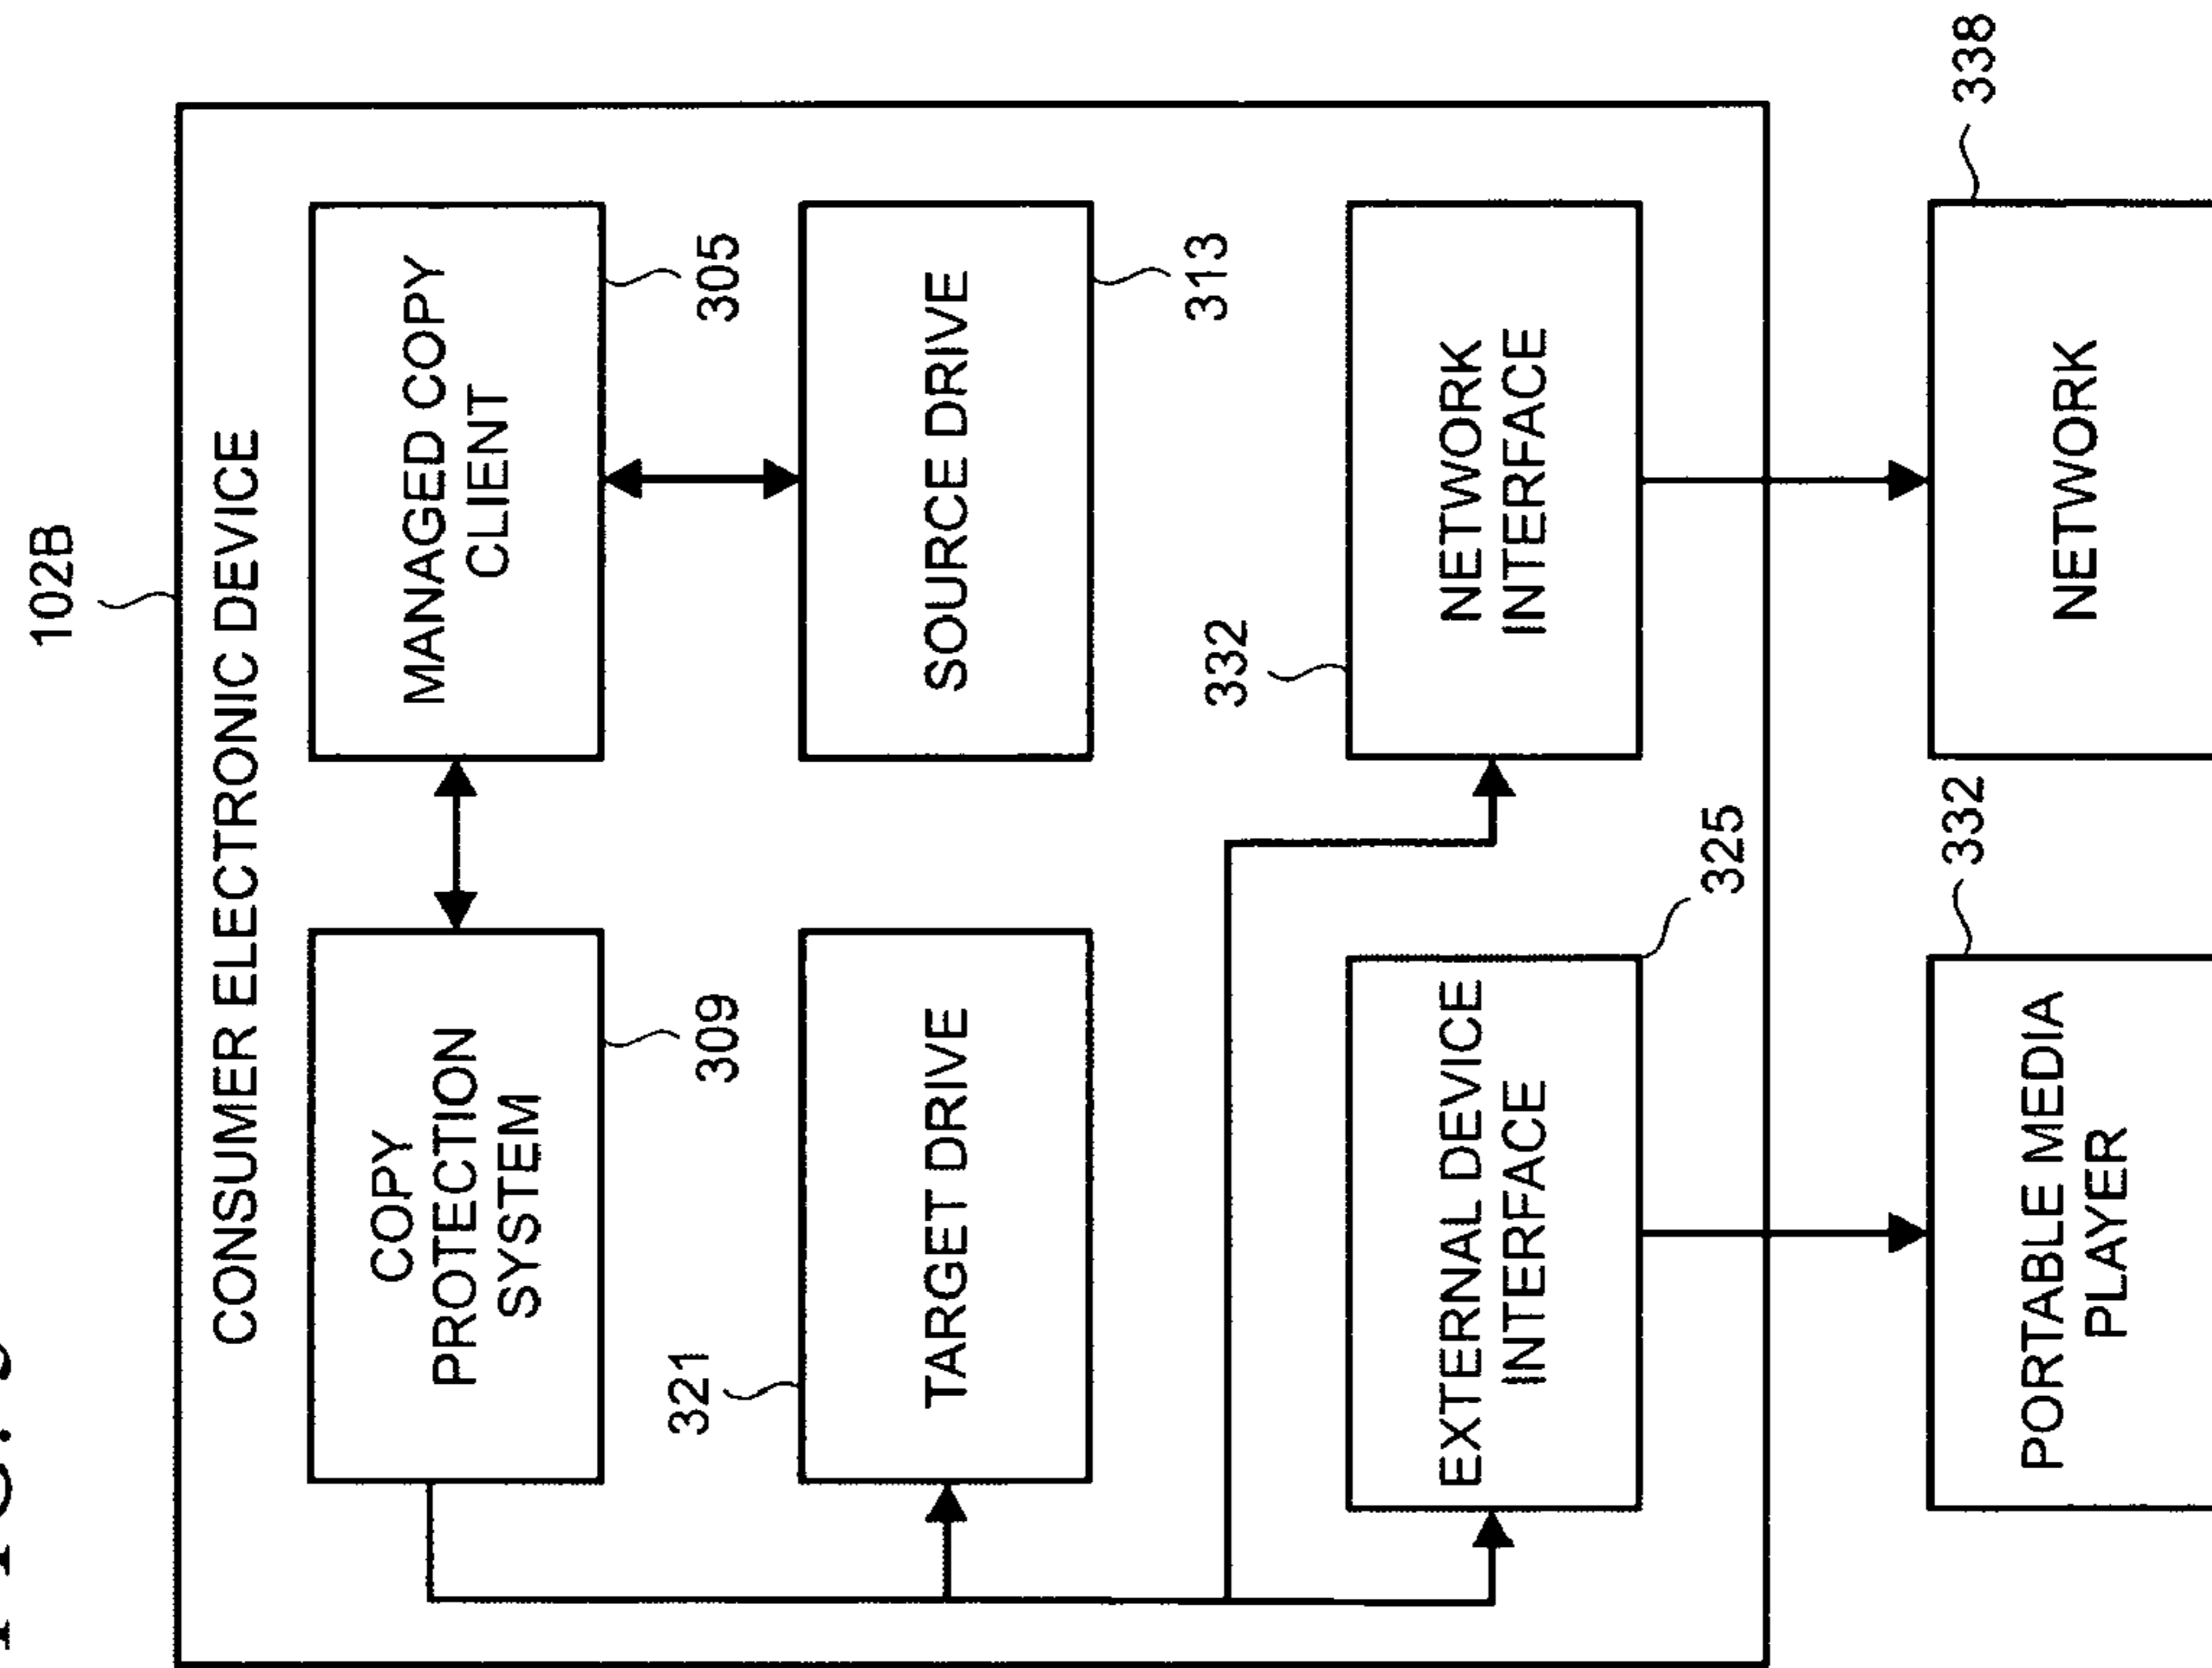 102B
CONSUMER ELECTRONIC DEVICE
COPY
PROTECTION
SYSTEM
309
MANAGED COPY
CLIENT
305
321
TARGET DRIVE
SOURCE DRIVE
313
EXTERNAL DEVICE
INTERFACE
325
332
NETWORK
INTERFACE
332
PORTABLE MEDIA
PLAYER
338
NETWORK